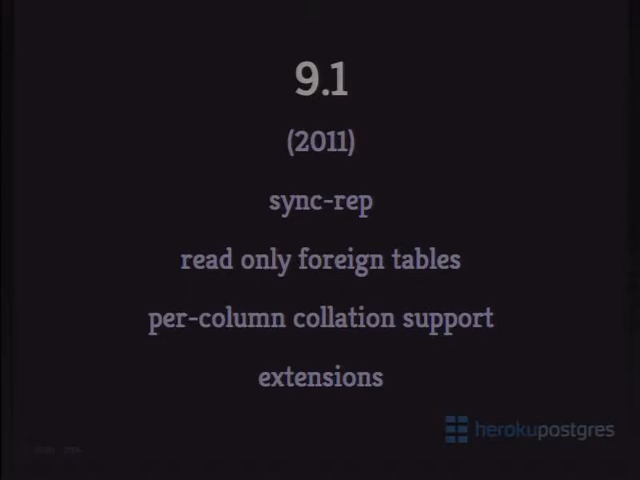 9.1
(2011)
sync-rep
read only foreign tables
per-column collation support
extensions
herokupostgres